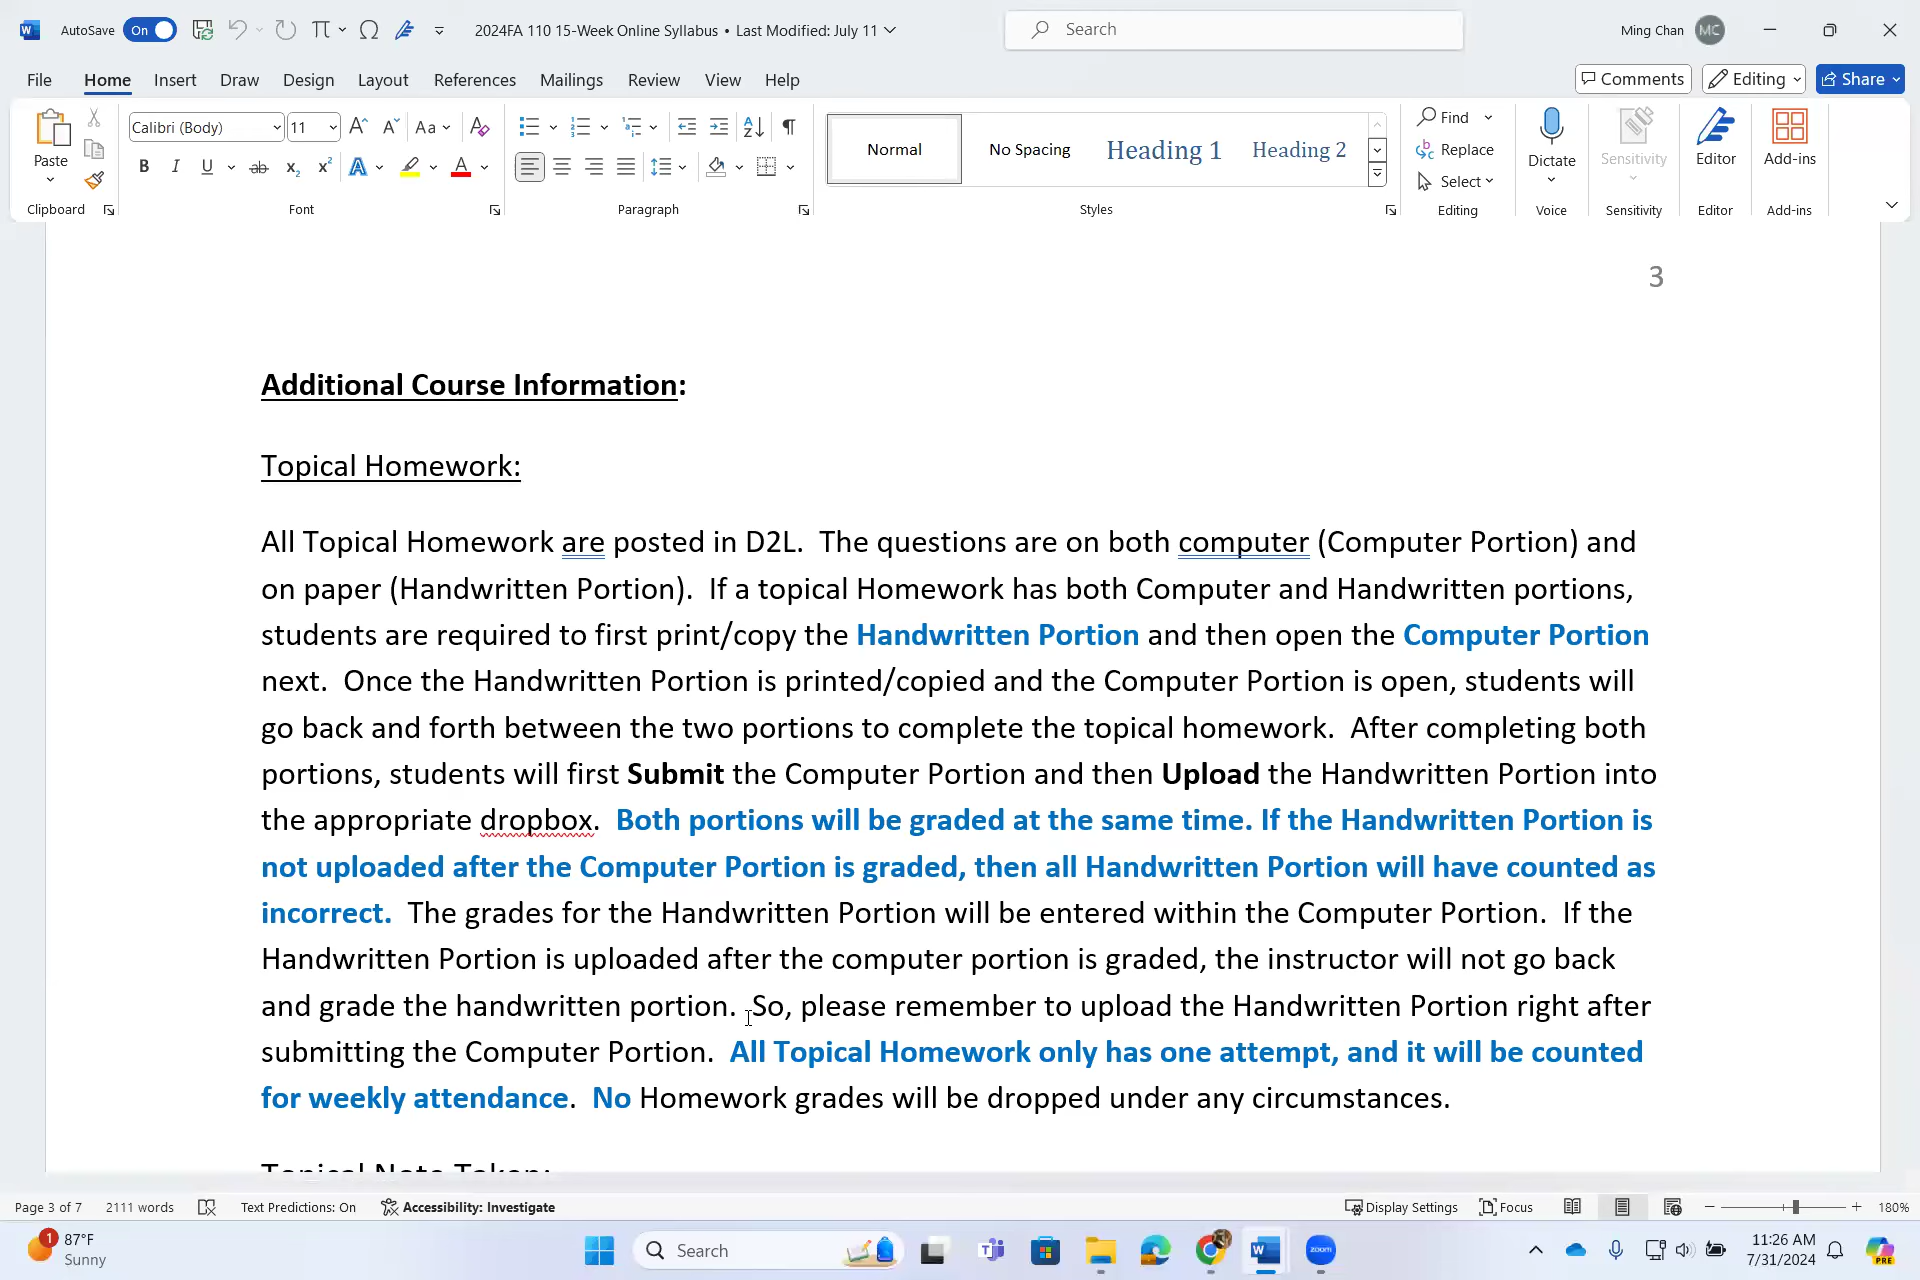 AutoSave On 2024FA 110 15-Week Online Syllabus • Last Modified: July 11 Search Ming Chan MC
File Home Insert Draw Design Layout References Mailings Review View Help Comments Editing Share
Paste Calibri (Body) 11 Aa Normal No Spacing Heading 1 Heading 2 Find Replace Select Dictate Sensitivity Editor Add-ins
Clipboard Font Paragraph Styles Editing Voice Sensitivity Editor Add-ins
3
Additional Course Information:
Topical Homework:
All Topical Homework are posted in D2L. The questions are on both computer (Computer Portion) and
on paper (Handwritten Portion). If a topical Homework has both Computer and Handwritten portions,
students are required to first print/copy the Handwritten Portion and then open the Computer Portion
next. Once the Handwritten Portion is printed/copied and the Computer Portion is open, students will
go back and forth between the two portions to complete the topical homework. After completing both
portions, students will first Submit the Computer Portion and then Upload the Handwritten Portion into
the appropriate dropbox. Both portions will be graded at the same time. If the Handwritten Portion is
not uploaded after the Computer Portion is graded, then all Handwritten Portion will have counted as
incorrect. The grades for the Handwritten Portion will be entered within the Computer Portion. If the
Handwritten Portion is uploaded after the computer portion is graded, the instructor will not go back
and grade the handwritten portion. So, please remember to upload the Handwritten Portion right after
submitting the Computer Portion. All Topical Homework only has one attempt, and it will be counted
for weekly attendance. No Homework grades will be dropped under any circumstances.
Topical Note Taken:
Page 3 of 7 2111 words Text Predictions: On Accessibility: Investigate Display Settings Focus 180%
1 87°F Search zoom PRE 11:26 AM
Sunny 7/31/2024